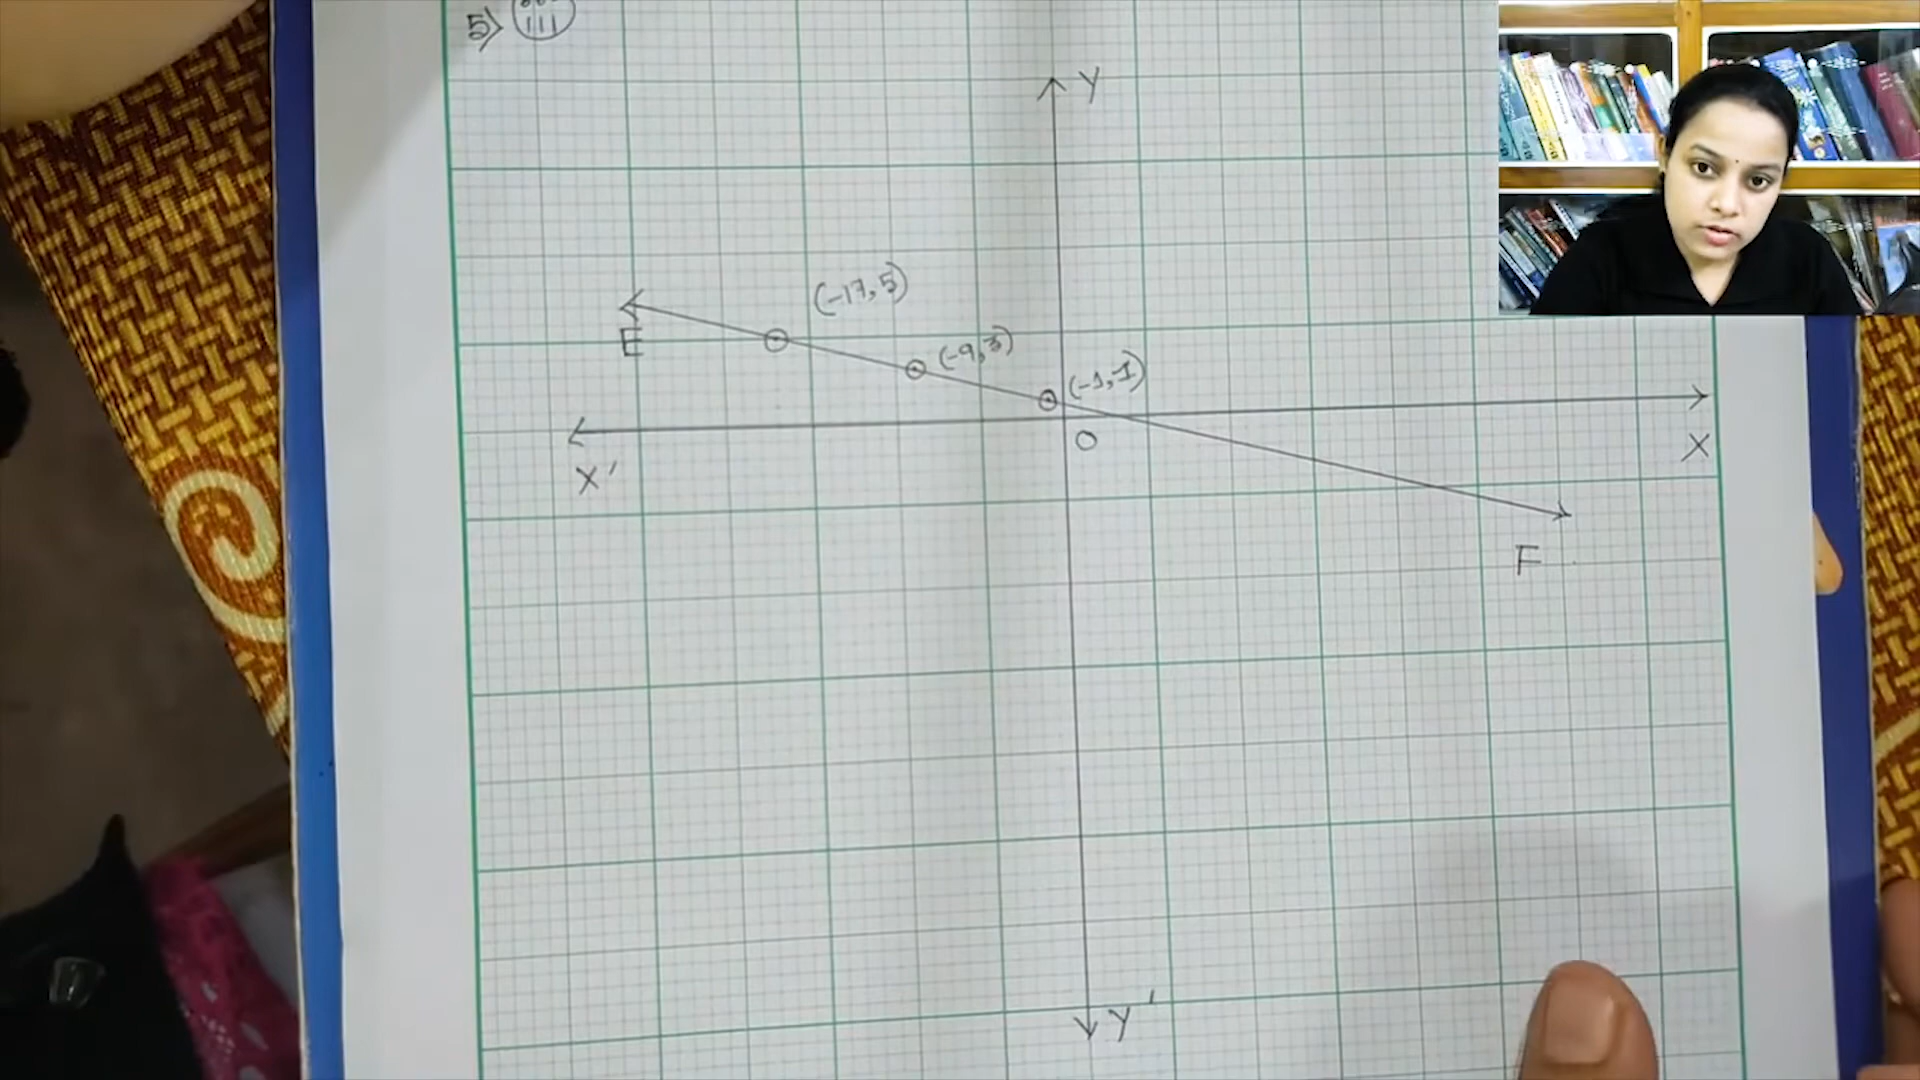 5)
Y
(-17,5)
E
(-9,3)
(-1,1)
O
X
X'
F
Y'